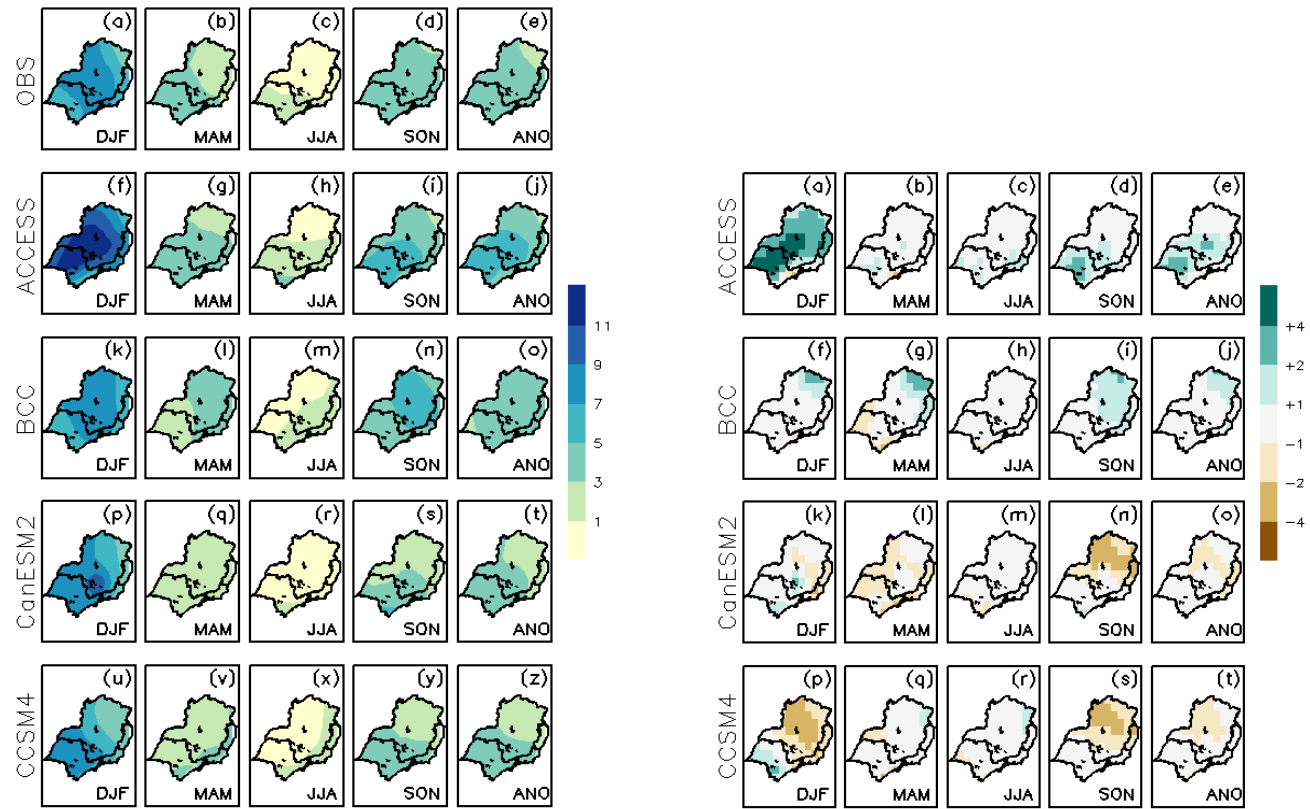 (a) (b) (c) (d) (e)
OBS
DJF MAM JJA SON ANO
(f) (g) (h) (i) (j)
ACCESS
DJF MAM JJA SON ANO
(k) (l) (m) (n) (o)
BCC
DJF MAM JJA SON ANO
(p) (q) (r) (s) (t)
CanESM2
DJF MAM JJA SON ANO
(u) (v) (x) (y) (z)
CCSM4
DJF MAM JJA SON ANO
11
9
7
5
3
1
(a) (b) (c) (d) (e)
ACCESS
DJF MAM JJA SON ANO
(f) (g) (h) (i) (j)
BCC
DJF MAM JJA SON ANO
(k) (l) (m) (n) (o)
CanESM2
DJF MAM JJA SON ANO
(p) (q) (r) (s) (t)
CCSM4
DJF MAM JJA SON ANO
+4
+2
+1
-1
-2
-4